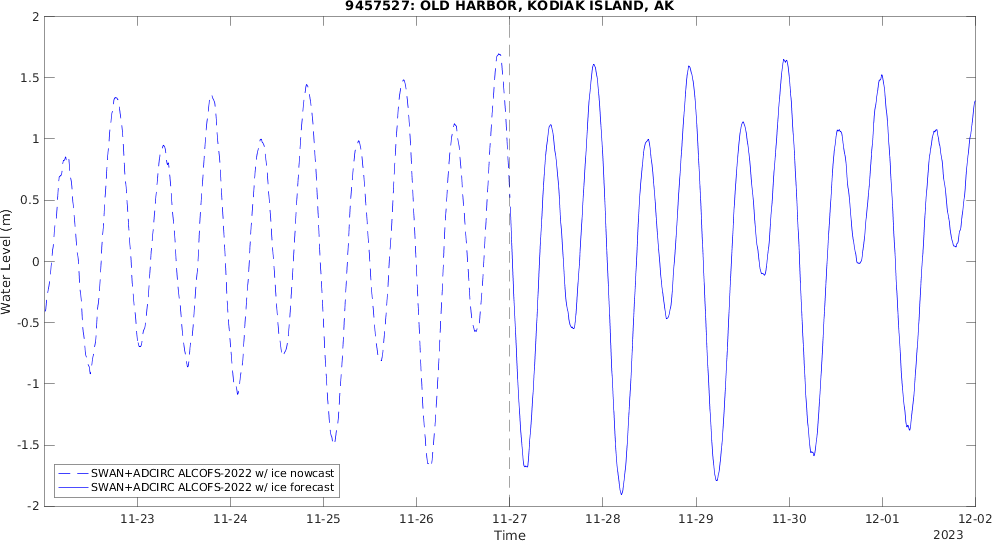 9457527: OLD HARBOR, KODIAK ISLAND, AK
2
1.5
1
0.5
0
-0.5
-1
-1.5
-2
Water Level (m)
SWAN+ADCIRC ALCOFS-2022 w/ ice nowcast
SWAN+ADCIRC ALCOFS-2022 w/ ice forecast
11-23 11-24 11-25 11-26 11-27 11-28 11-29 11-30 12-01 12-02
Time
2023